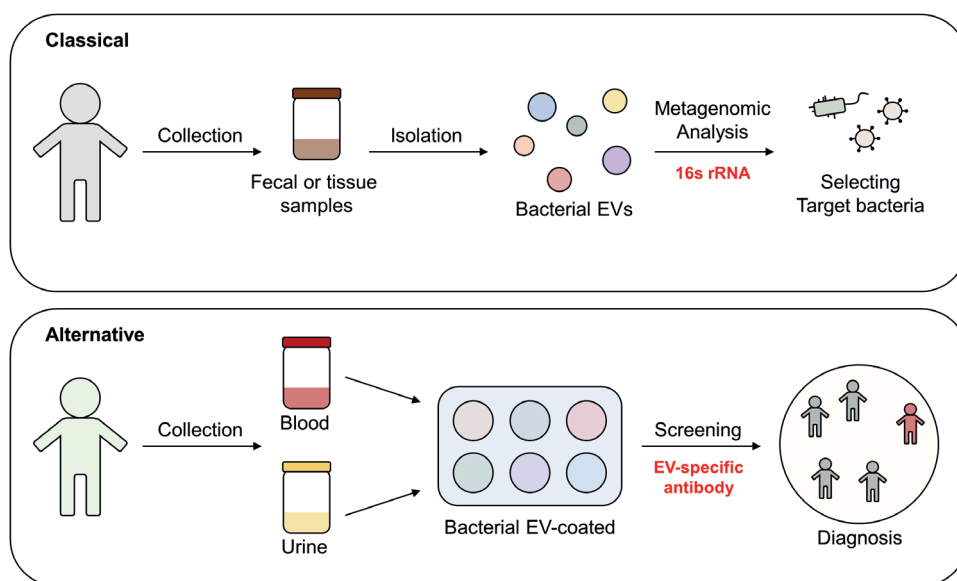 Classical
Collection
Fecal or tissue
samples
Isolation
Bacterial EVs
Metagenomic
Analysis
16s rRNA
Selecting
Target bacteria
Alternative
Collection
Blood
Urine
Bacterial EV-coated
Screening
EV-specific
antibody
Diagnosis